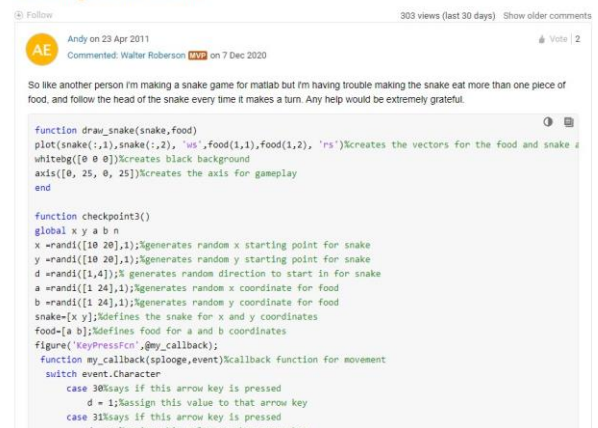 Follow
303 views (last 30 days) Show older comments
AE
Andy on 23 Apr 2011
Vote 2
Commented: Walter Roberson MVP on 7 Dec 2020
So like another person i'm making a snake game for matlab but i'm having trouble making the snake eat more than one piece of
food, and follow the head of the snake every time it makes a turn. Any help would be extremely grateful.
function draw_snake(snake,food)
plot(snake(:,1),snake(:,2), 'ws',food(1,1),food(1,2), 'rs')%creates the vectors for the food and snake a
whitebg([0 0 0])%creates black background
axis([0, 25, 0, 25])%creates the axis for gameplay
end
function checkpoint3()
global x y a b n
x =randi([10 20],1);%generates random x starting point for snake
y =randi([10 20],1);%generates random y starting point for snake
d =randi([1,4]);% generates random direction to start in for snake
a =randi([1 24],1);%generates random x coordinate for food
b =randi([1 24],1);%generates random y coordinate for food
snake=[x y];%defines the snake for x and y coordinates
food=[a b];%defines food for a and b coordinates
figure('KeyPressFcn',@my_callback);
function my_callback(splooge,event)%callback function for movement
switch event.Character
case 30%says if this arrow key is pressed
d = 1;%assign this value to that arrow key
case 31%says if this arrow key is pressed